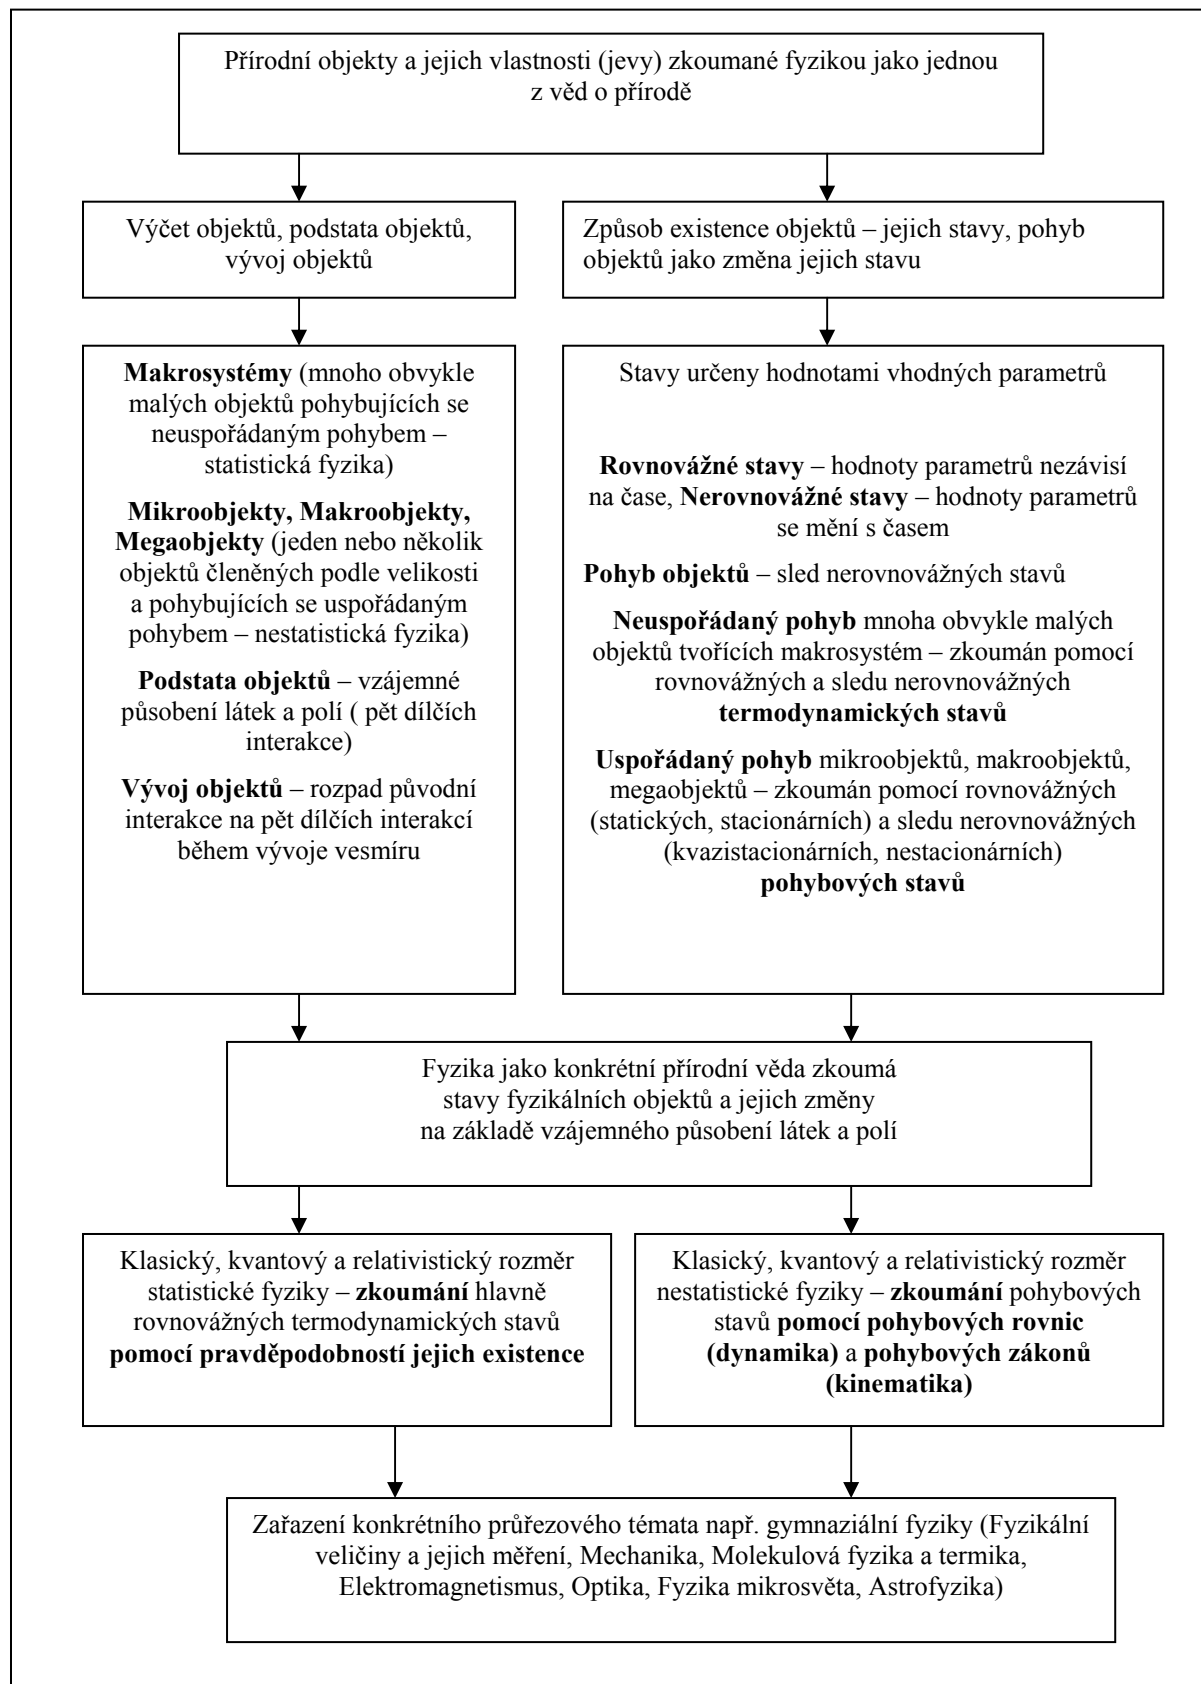 Přírodní objekty a jejich vlastnosti (jevy) zkoumané fyzikou jako jednou
z věd o přírodě
Výčet objektů, podstata objektů,
vývoj objektů
Způsob existence objektů – jejich stavy, pohyb
objektů jako změna jejich stavu
Makrosystémy (mnoho obvykle
malých objektů pohybujících se
neuspořádaným pohybem –
statistická fyzika)
Mikroobjekty, Makroobjekty,
Megaobjekty (jeden nebo několik
objektů členěných podle velikosti
a pohybujících se uspořádaným
pohybem – nestatistická fyzika)
Podstata objektů – vzájemné
působení látek a polí ( pět dílčích
interakce)
Vývoj objektů – rozpad původní
interakce na pět dílčích interakcí
během vývoje vesmíru
Stavy určeny hodnotami vhodných parametrů
Rovnovážné stavy – hodnoty parametrů nezávisí
na čase, Nerovnovážné stavy – hodnoty parametrů
se mění s časem
Pohyb objektů – sled nerovnovážných stavů
Neuspořádaný pohyb mnoha obvykle malých
objektů tvořících makrosystém – zkoumán pomocí
rovnovážných a sledu nerovnovážných
termodynamických stavů
Uspořádaný pohyb mikroobjektů, makroobjektů,
megaobjektů – zkoumán pomocí rovnovážných
(statických, stacionárních) a sledu nerovnovážných
(kvazistacionárních, nestacionárních)
pohybových stavů
Fyzika jako konkrétní přírodní věda zkoumá
stavy fyzikálních objektů a jejich změny
na základě vzájemného působení látek a polí
Klasický, kvantový a relativistický rozměr
statistické fyziky – zkoumání hlavně
rovnovážných termodynamických stavů
pomocí pravděpodobností jejich existence
Klasický, kvantový a relativistický rozměr
nestatistické fyziky – zkoumání pohybových
stavů pomocí pohybových rovnic
(dynamika) a pohybových zákonů
(kinematika)
Zařazení konkrétního průřezového témata např. gymnaziální fyziky (Fyzikální
veličiny a jejich měření, Mechanika, Molekulová fyzika a termika,
Elektromagnetismus, Optika, Fyzika mikrosvěta, Astrofyzika)